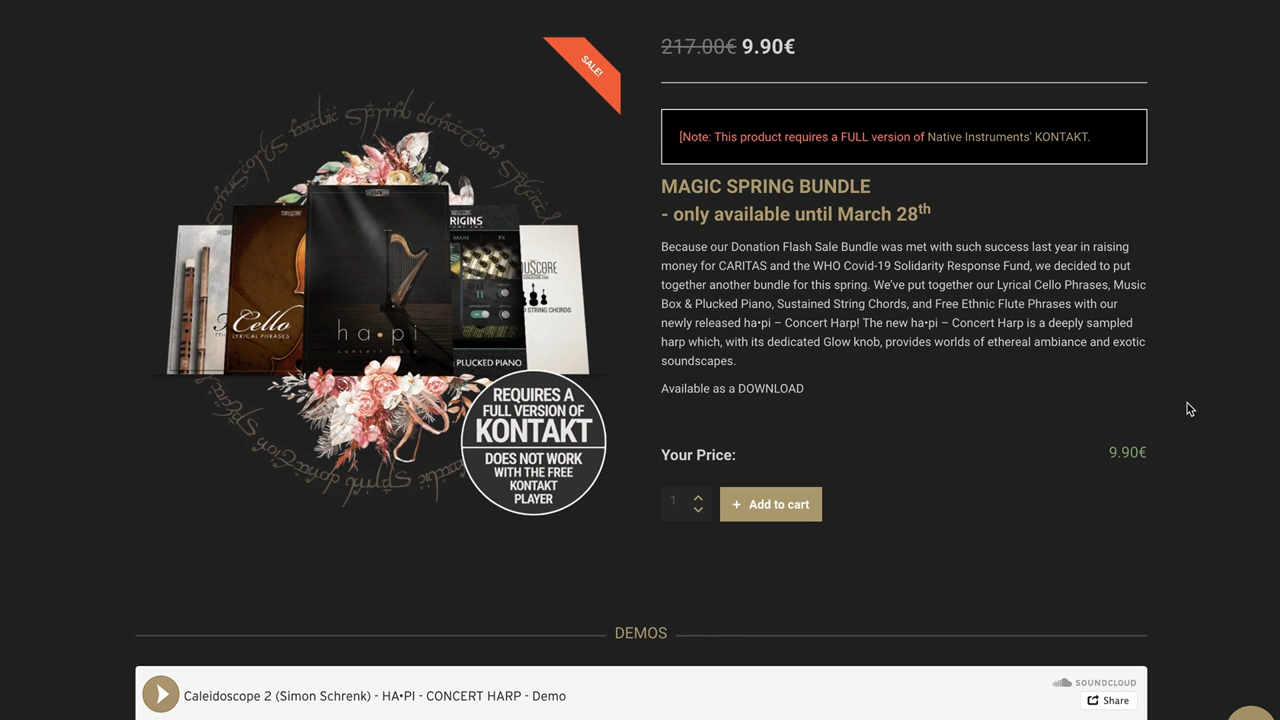 217.00€ 9.90€
SALE!
[Note: This product requires a FULL version of Native Instruments' KONTAKT.
MAGIC SPRING BUNDLE
- only available until March 28th
Because our Donation Flash Sale Bundle was met with such success last year in raising
money for CARITAS and the WHO Covid-19 Solidarity Response Fund, we decided to put
together another bundle for this spring. We've put together our Lyrical Cello Phrases, Music
Box & Plucked Piano, Sustained String Chords, and Free Ethnic Flute Phrases with our
newly released ha•pi – Concert Harp! The new ha•pi – Concert Harp is a deeply sampled
harp which, with its dedicated Glow knob, provides worlds of ethereal ambiance and exotic
soundscapes.
Available as a DOWNLOAD
Your Price:
9.90€
1
+ Add to cart
Cello
LYRICAL PHRASES
ha•pi
concert harp
RIGINS
MAIN
FX
PLUCKED PIANO
STRING CHORDS
REQUIRES A
FULL VERSION OF
KONTAKT
DOES NOT WORK
WITH THE FREE
KONTAKT
PLAYER
DEMOS
Caleidoscope 2 (Simon Schrenk) - HA•PI - CONCERT HARP - Demo
SOUNDCLOUD
Share